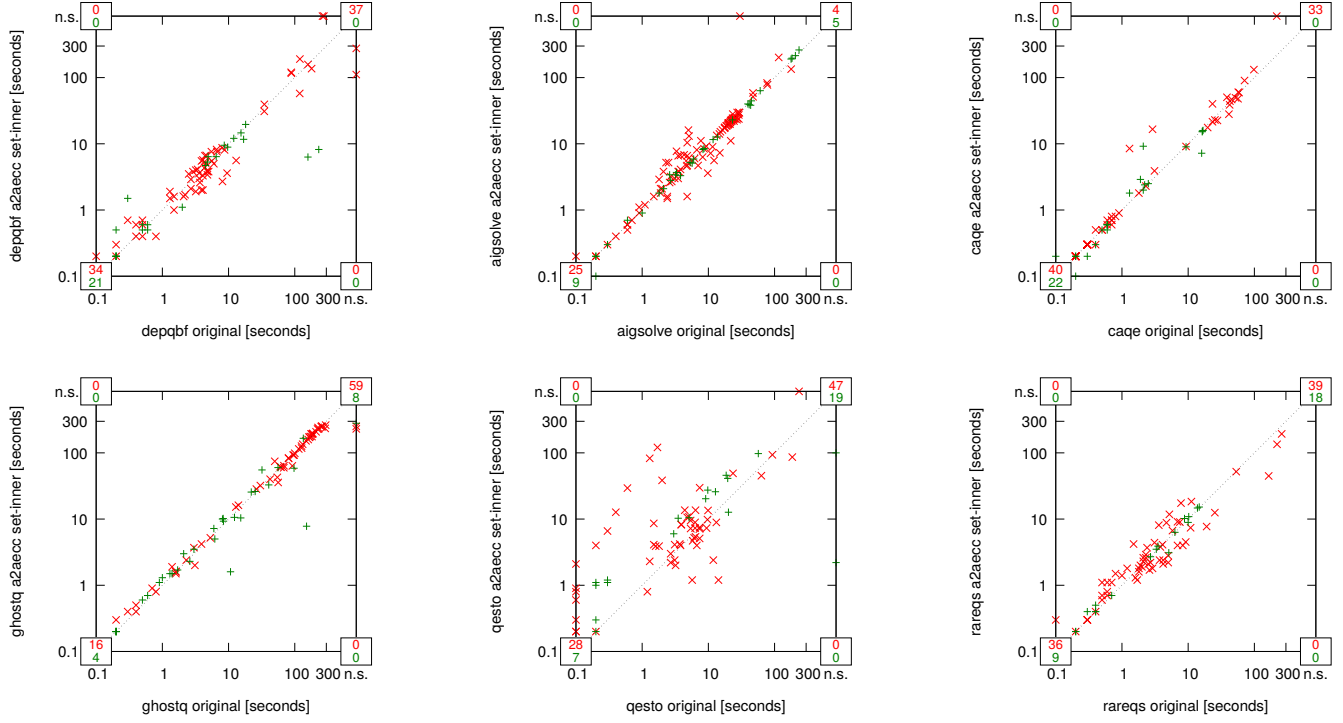 0 37
n.s. 0 0
300
100
10
1
0.1
34 0
21 0
0.1 1 10 100 300 n.s.
depqbf a2aecc set-inner [seconds]
depqbf original [seconds]
0 4
n.s. 0 5
300
100
10
1
0.1
25 0
9 0
0.1 1 10 100 300 n.s.
aigsolve a2aecc set-inner [seconds]
aigsolve original [seconds]
0 33
n.s. 0 0
300
100
10
1
0.1
40 0
22 0
0.1 1 10 100 300 n.s.
caqe a2aecc set-inner [seconds]
caqe original [seconds]
0 59
n.s. 0 8
300
100
10
1
0.1
16 0
4 0
0.1 1 10 100 300 n.s.
ghostq a2aecc set-inner [seconds]
ghostq original [seconds]
0 47
n.s. 0 19
300
100
10
1
0.1
28 0
7 0
0.1 1 10 100 300 n.s.
qesto a2aecc set-inner [seconds]
qesto original [seconds]
0 39
n.s. 0 18
300
100
10
1
0.1
36 0
9 0
0.1 1 10 100 300 n.s.
rareqs a2aecc set-inner [seconds]
rareqs original [seconds]